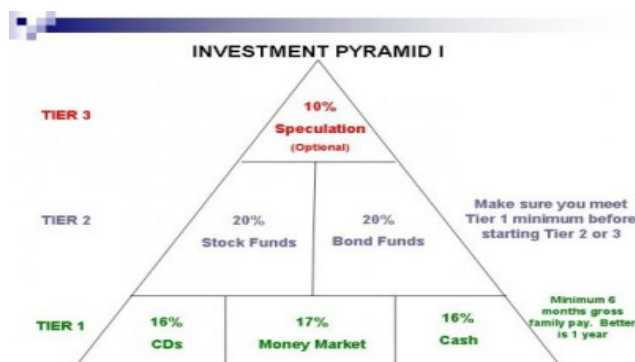 INVESTMENT PYRAMID I
TIER 3
10%
Speculation
(Optional)
TIER 2
20%
Stock Funds
20%
Bond Funds
Make sure you meet
Tier 1 minimum before
starting Tier 2 or 3
TIER 1
16%
CDs
17%
Money Market
16%
Cash
Minimum 6
months gross
family pay. Better
is 1 year